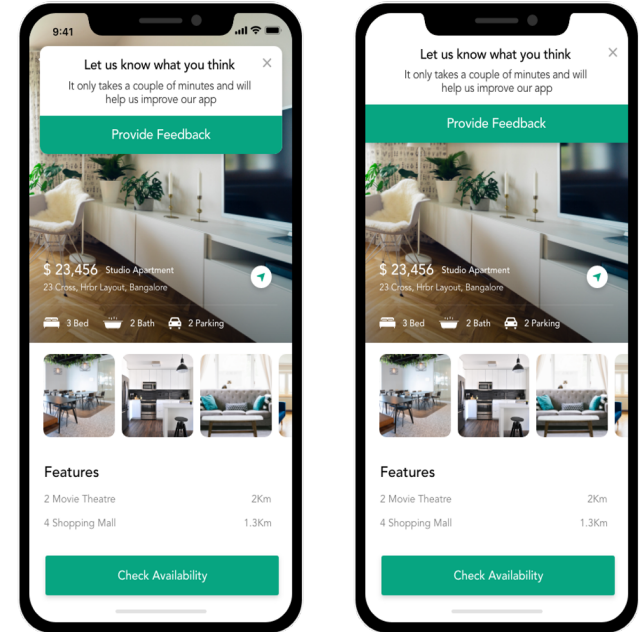 9:41
Let us know what you think
It only takes a couple of minutes and will
help us improve our app
Provide Feedback
$ 23,456 Studio Apartment
23 Cross, Hrbr Layout, Bangalore
3 Bed 2 Bath 2 Parking
Features
2 Movie Theatre 2Km
4 Shopping Mall 1.3Km
Check Availability
Let us know what you think
It only takes a couple of minutes and will
help us improve our app
Provide Feedback
$ 23,456 Studio Apartment
23 Cross, Hrbr Layout, Bangalore
3 Bed 2 Bath 2 Parking
Features
2 Movie Theatre 2Km
4 Shopping Mall 1.3Km
Check Availability